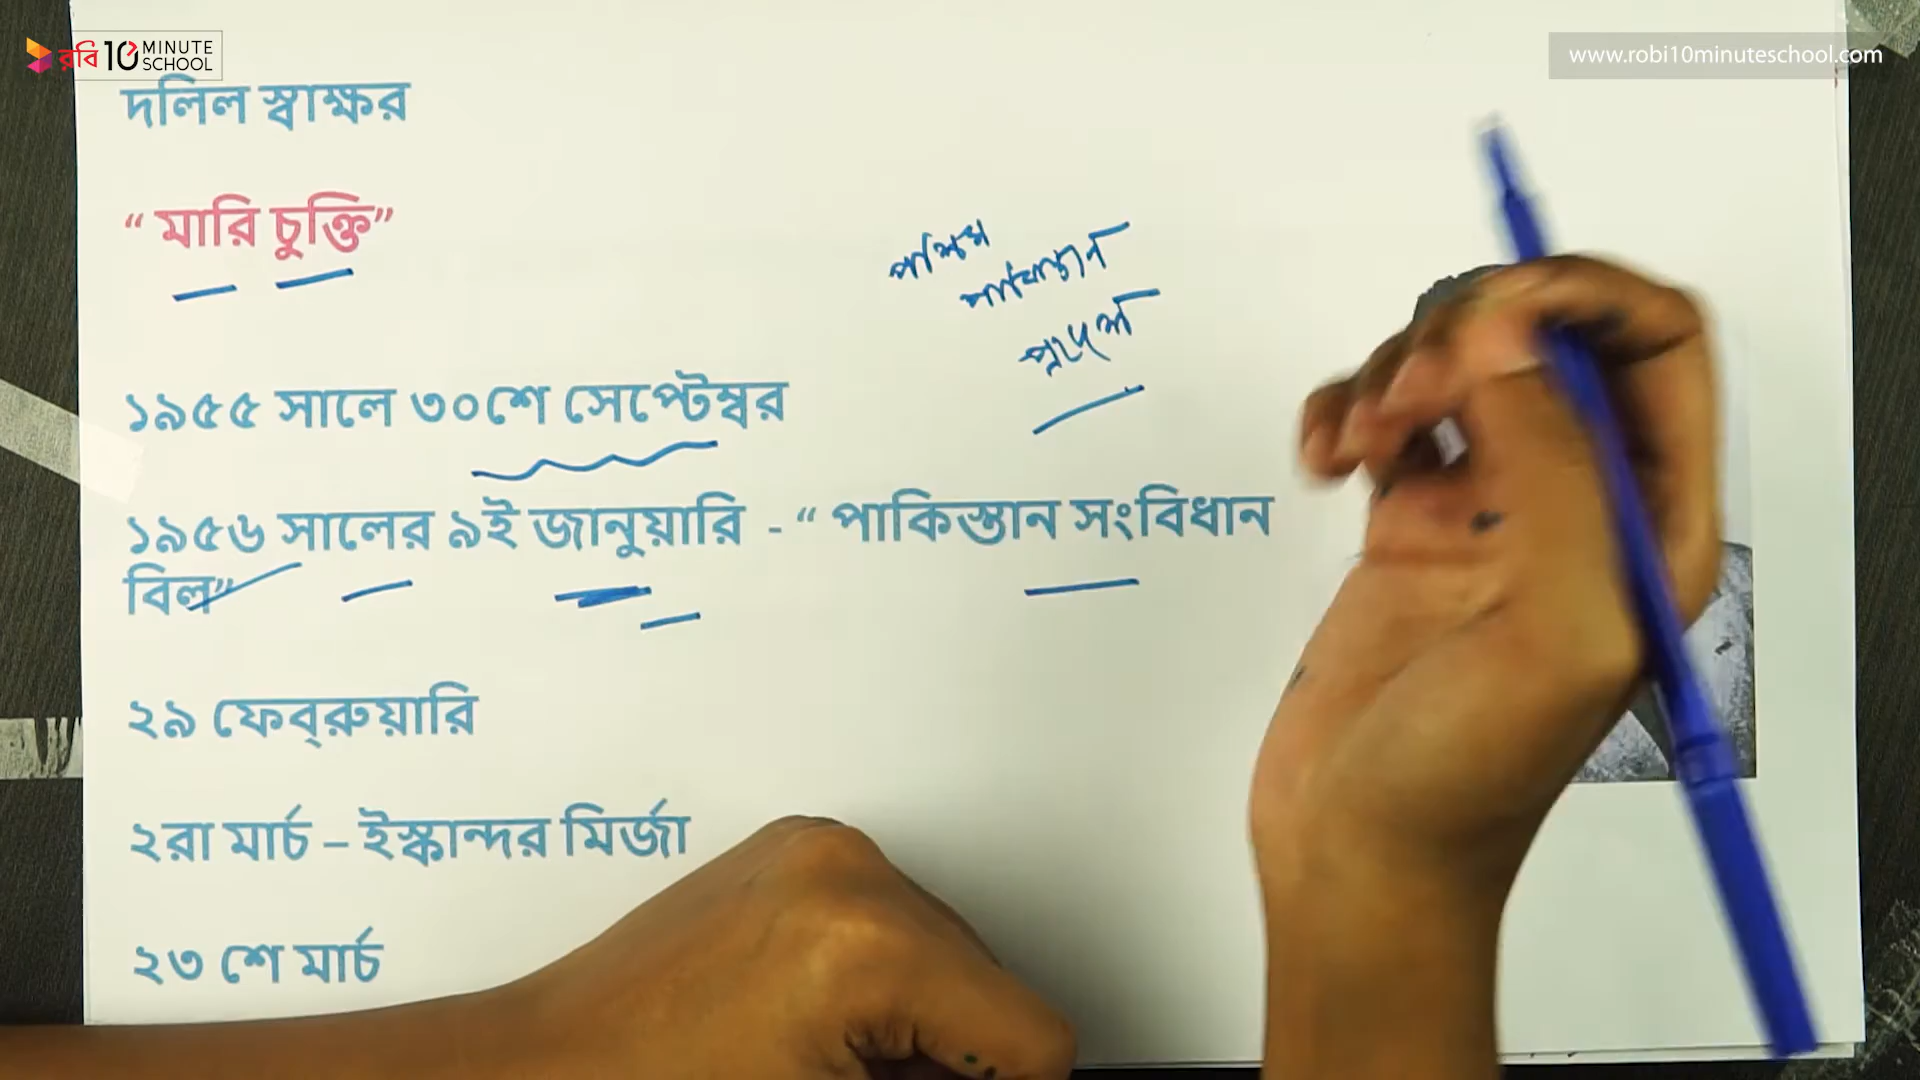 রবি 10 MINUTE SCHOOL
www.robi10minuteschool.com
দলিল স্বাক্ষর
“ মারি চুক্তি”
পশ্চিম
পাকিস্তান
প্রদেশ
১৯৫৫ সালে ৩০শে সেপ্টেম্বর
১৯৫৬ সালের ৯ই জানুয়ারি - “ পাকিস্তান সংবিধান
বিল”
২৯ ফেব্রুয়ারি
২রা মার্চ – ইস্কান্দর মির্জা
২৩ শে মার্চ